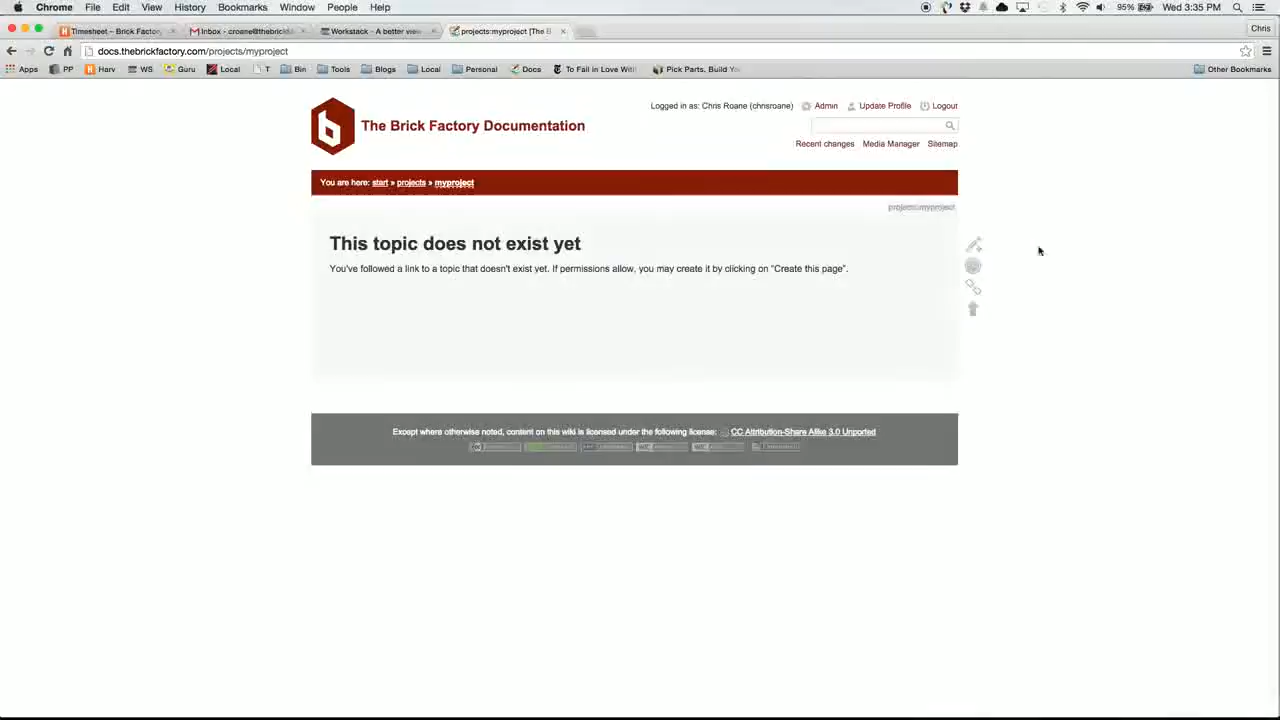 Chrome File Edit View History Bookmarks Window People Help 95% Wed 3:35 PM
Timesheet – Brick Factory Inbox - Workstack - A better view projects:myproject [The B Chris
docs.thebrickfactory.com/projects/myproject
Apps PP Harv WS Guru Local T Bin Tools Blogs Local Personal Docs To Fall in Love With Pick Parts, Build Yo Other Bookmarks
Logged in as: Chris Roane (chrisroane) Admin Update Profile Logout
The Brick Factory Documentation
Recent changes Media Manager Sitemap
You are here: start » projects » myproject
projects:myproject
This topic does not exist yet
You've followed a link to a topic that doesn't exist yet. If permissions allow, you may create it by clicking on "Create this page".
Except where otherwise noted, content on this wiki is licensed under the following license: CC Attribution-Share Alike 3.0 Unported